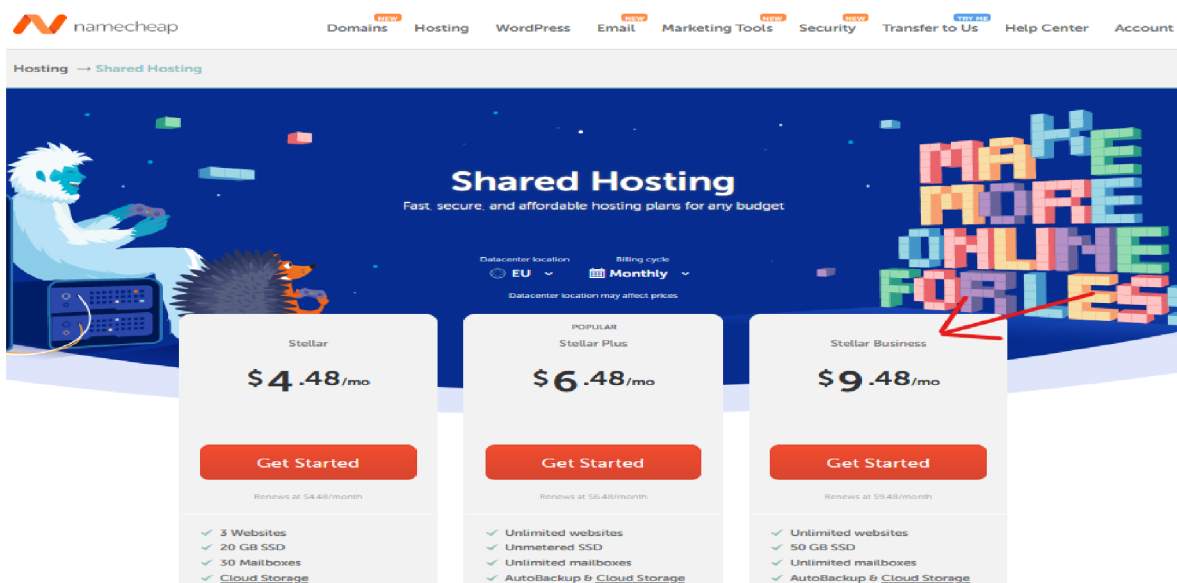 namecheap
NEW NEW NEW NEW TRY ME
Domains Hosting WordPress Email Marketing Tools Security Transfer to Us Help Center Account
Hosting → Shared Hosting
MAKE
MORE
ONLINE
FOR LESS
Shared Hosting
Fast, secure, and affordable hosting plans for any budget
Datacenter location Billing cycle
EU Monthly
Datacenter location may affect prices
Stellar
$4.48/mo
Get Started
Renews at $4.48/month
✓ 3 Websites
✓ 20 GB SSD
✓ 30 Mailboxes
✓ Cloud Storage
POPULAR
Stellar Plus
$6.48/mo
Get Started
Renews at $6.48/month
✓ Unlimited websites
✓ Unmetered SSD
✓ Unlimited mailboxes
✓ AutoBackup & Cloud Storage
Stellar Business
$9.48/mo
Get Started
Renews at $9.48/month
✓ Unlimited websites
✓ 50 GB SSD
✓ Unlimited mailboxes
✓ AutoBackup & Cloud Storage